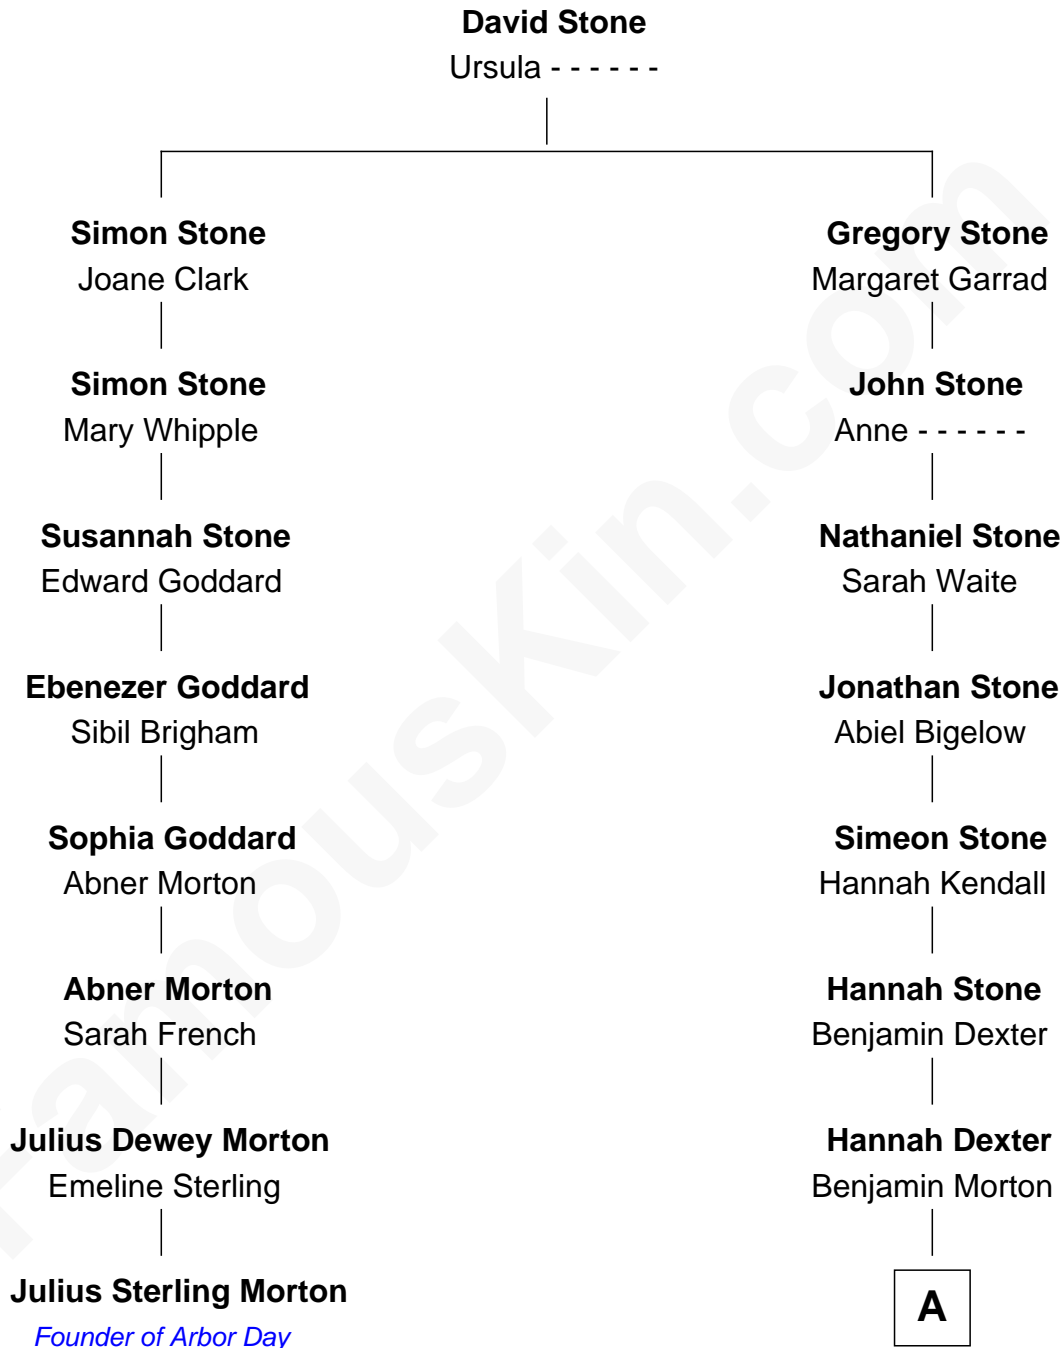 David Stone
Ursula - - - - - -
Simon Stone
Joane Clark
Gregory Stone
Margaret Garrad
Simon Stone
Mary Whipple
John Stone
Anne - - - - - -
Susannah Stone
Edward Goddard
Nathaniel Stone
Sarah Waite
Ebenezer Goddard
Sibil Brigham
Jonathan Stone
Abiel Bigelow
Sophia Goddard
Abner Morton
Simeon Stone
Hannah Kendall
Abner Morton
Sarah French
Hannah Stone
Benjamin Dexter
Julius Dewey Morton
Emeline Sterling
Hannah Dexter
Benjamin Morton
Julius Sterling Morton
Founder of Arbor Day
A
FamousKin.com